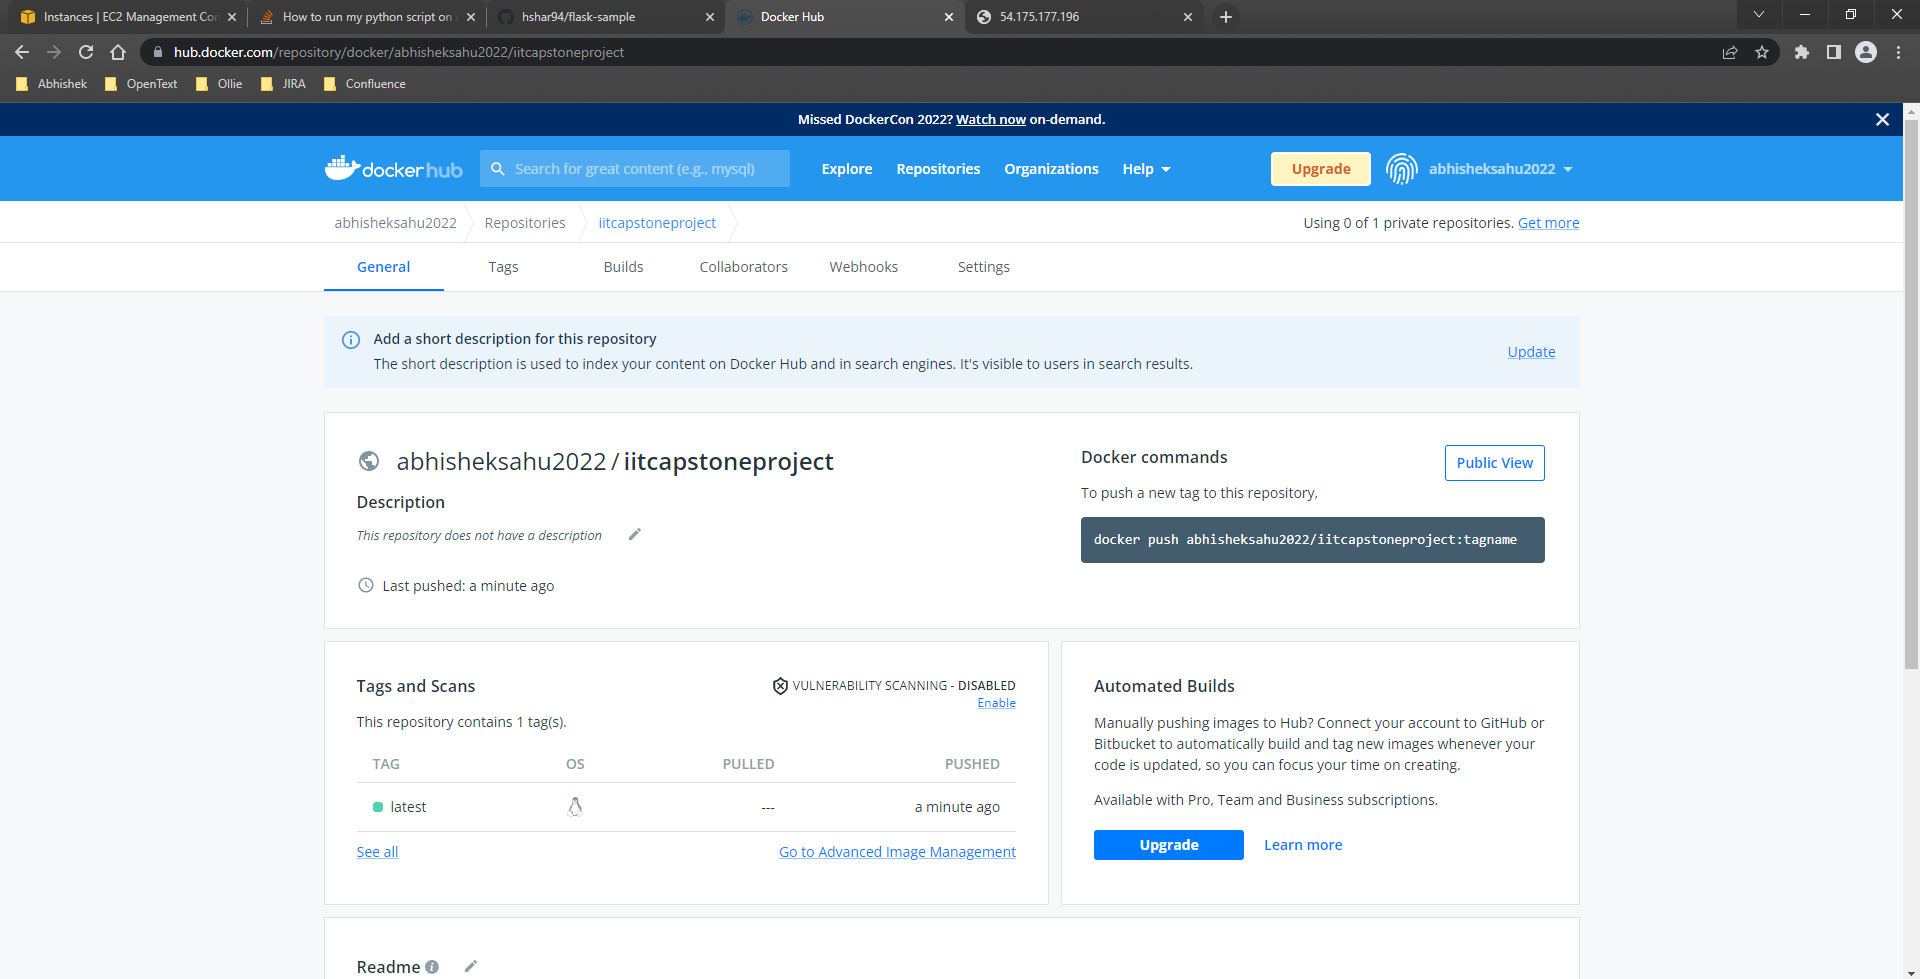 Instances | EC2 Management Con
How to run my python script on
hshar94/flask-sample
Docker Hub
54.175.177.196
hub.docker.com/repository/docker/abhisheksahu2022/iitcapstoneproject
Abhishek OpenText Ollie JIRA Confluence
Missed DockerCon 2022? Watch now on-demand.
docker hub
Search for great content (e.g., mysql)
Explore Repositories Organizations Help
Upgrade
abhisheksahu2022
abhisheksahu2022 Repositories iitcapstoneproject
Using 0 of 1 private repositories. Get more
General Tags Builds Collaborators Webhooks Settings
Add a short description for this repository
The short description is used to index your content on Docker Hub and in search engines. It's visible to users in search results.
Update
abhisheksahu2022 / iitcapstoneproject
Description
This repository does not have a description
Last pushed: a minute ago
Docker commands
Public View
To push a new tag to this repository,
docker push abhisheksahu2022/iitcapstoneproject:tagname
Tags and Scans
VULNERABILITY SCANNING - DISABLED
Enable
This repository contains 1 tag(s).
TAG OS PULLED PUSHED
latest --- a minute ago
See all
Go to Advanced Image Management
Automated Builds
Manually pushing images to Hub? Connect your account to GitHub or
Bitbucket to automatically build and tag new images whenever your
code is updated, so you can focus your time on creating.
Available with Pro, Team and Business subscriptions.
Upgrade
Learn more
Readme